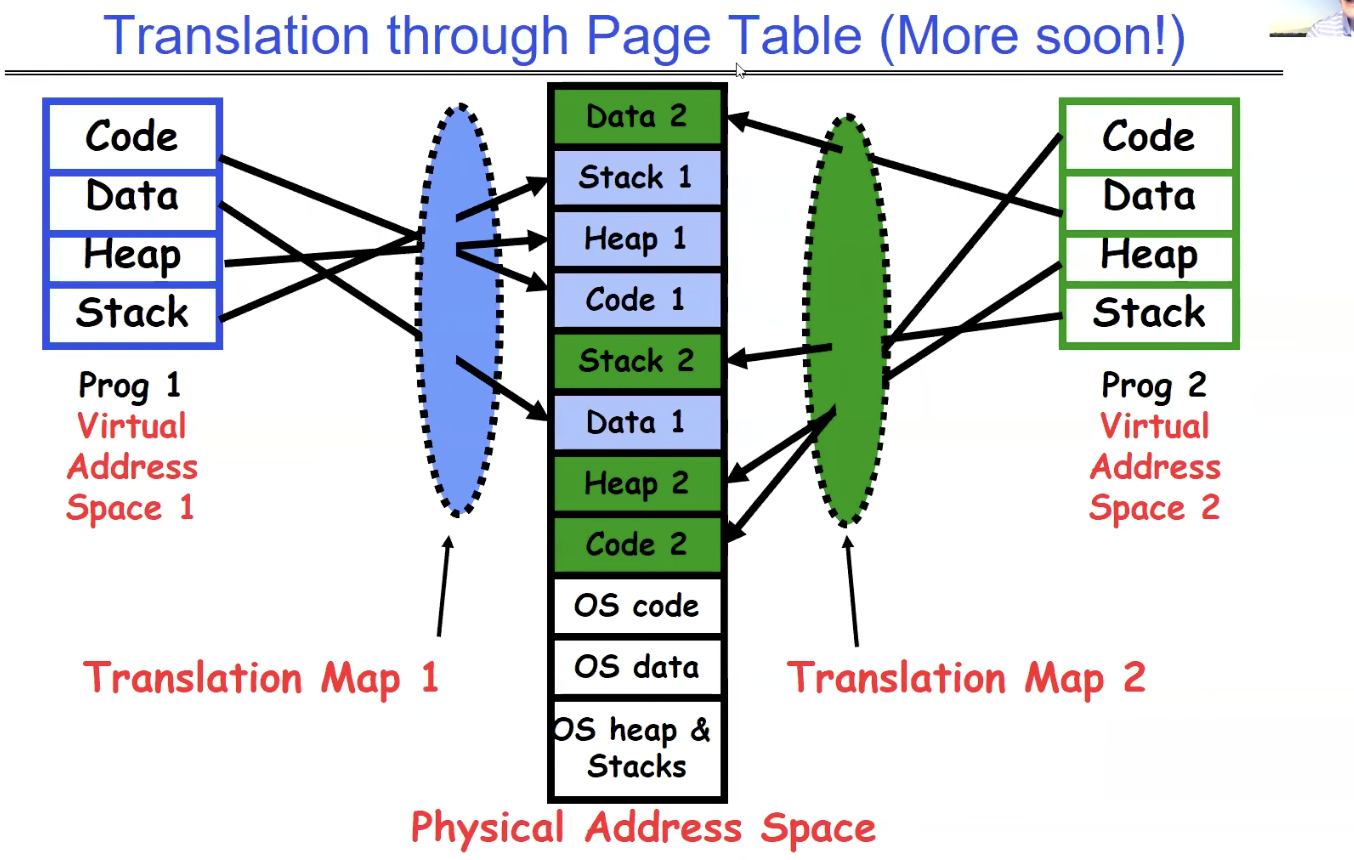 Translation through Page Table (More soon!)
Code
Data
Heap
Stack
Prog 1
Virtual
Address
Space 1
Translation Map 1
Data 2
Stack 1
Heap 1
Code 1
Stack 2
Data 1
Heap 2
Code 2
OS code
OS data
OS heap &
Stacks
Physical Address Space
Code
Data
Heap
Stack
Prog 2
Virtual
Address
Space 2
Translation Map 2